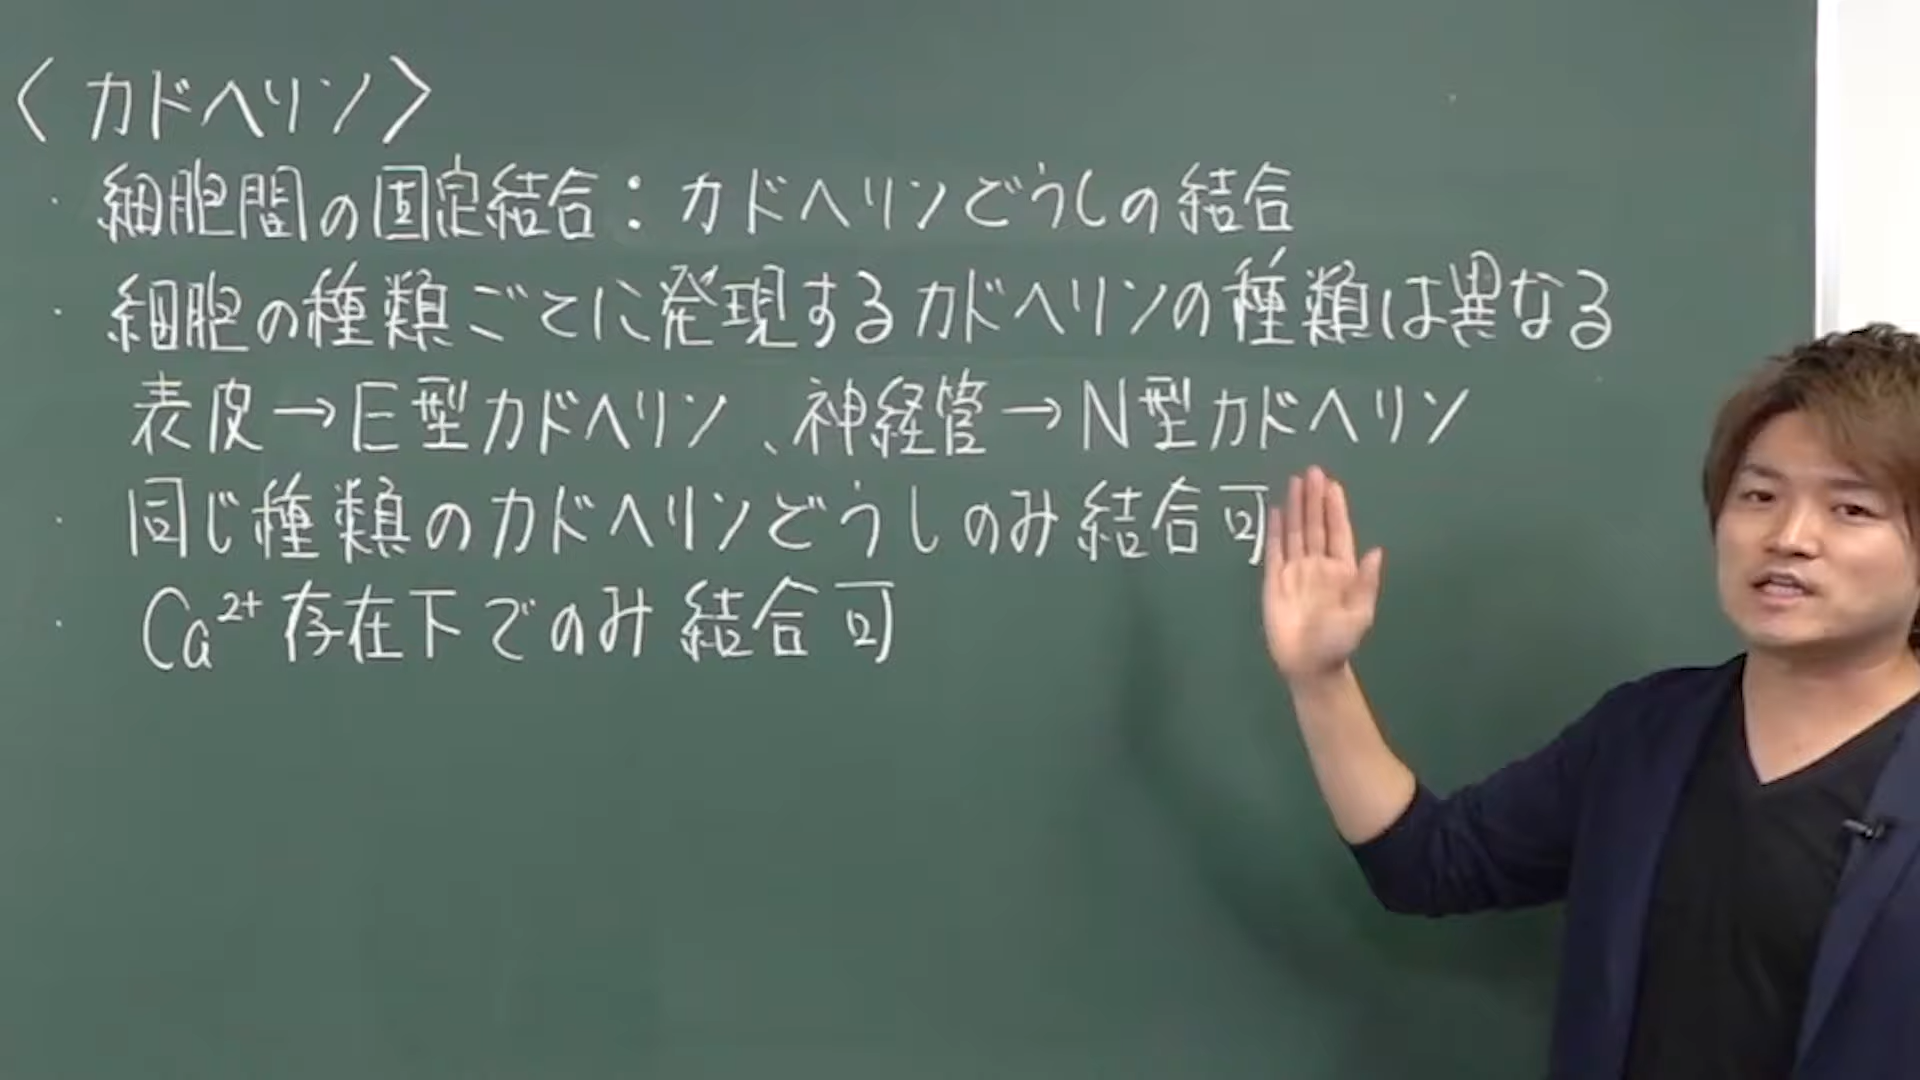 〈カドヘリン〉
・細胞間の固定結合：カドヘリンどうしの結合
・細胞の種類ごとに発現するカドヘリンの種類は異なる
表皮→E型カドヘリン、神経管→N型カドヘリン
・同じ種類のカドヘリンどうしのみ結合可
・Ca²⁺存在下でのみ結合可